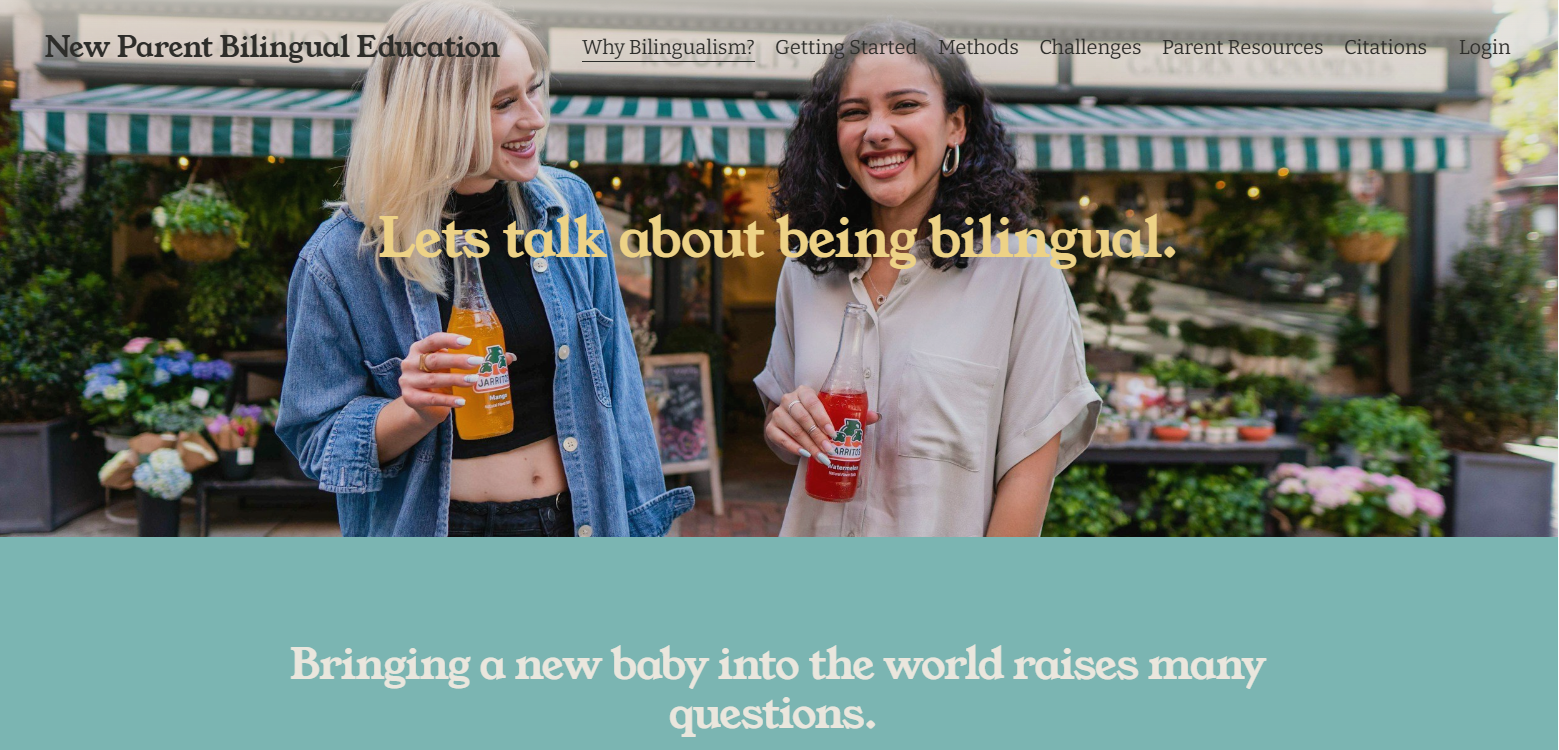 New Parent Bilingual Education
Why Bilingualism? Getting Started Methods Challenges Parent Resources Citations Login
Lets talk about being bilingual.
JARRITOS
Mango
JARRITOS
Watermelon
Bringing a new baby into the world raises many
questions.